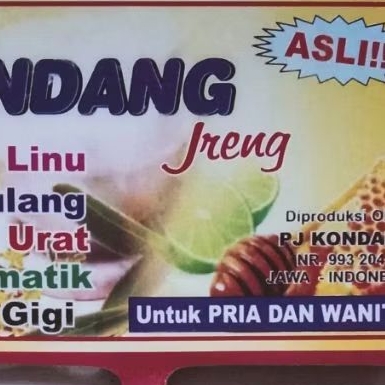 ASLI!!!
NDANG
Jreng
Linu
ulang
Urat
matik
Gigi
Diproduksi O
PJ KONDA
NR. 993 204
JAWA - INDONE
Untuk PRIA DAN WANIT